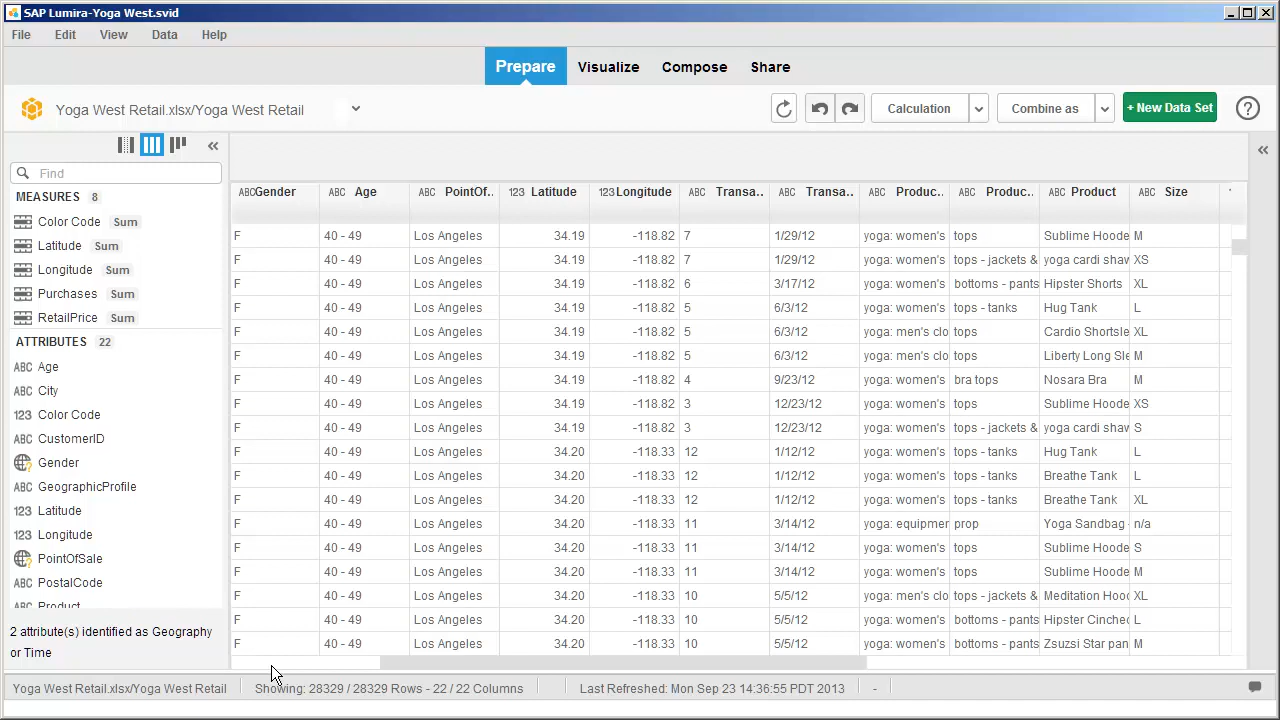 SAP Lumira-Yoga West.svid
File Edit View Data Help
Prepare Visualize Compose Share
Yoga West Retail.xlsx/Yoga West Retail Calculation Combine as + New Data Set ?
Find
MEASURES 8
Color Code Sum
Latitude Sum
Longitude Sum
Purchases Sum
RetailPrice Sum
ATTRIBUTES 22
ABC Age
ABC City
123 Color Code
ABC CustomerID
Gender
ABC GeographicProfile
123 Latitude
123 Longitude
PointOfSale
ABC PostalCode
Product
2 attribute(s) identified as Geography
or Time
ABC Gender ABC Age ABC PointOf.. 123 Latitude 123 Longitude ABC Transa.. ABC Transa.. ABC Produc.. ABC Produc.. ABC Product ABC Size
F 40 - 49 Los Angeles 34.19 -118.82 7 1/29/12 yoga: women's tops Sublime Hoode M
F 40 - 49 Los Angeles 34.19 -118.82 7 1/29/12 yoga: women's tops - jackets & yoga cardi shaw XS
F 40 - 49 Los Angeles 34.19 -118.82 6 3/17/12 yoga: women's bottoms - pants Hipster Shorts XL
F 40 - 49 Los Angeles 34.19 -118.82 5 6/3/12 yoga: women's tops - tanks Hug Tank L
F 40 - 49 Los Angeles 34.19 -118.82 5 6/3/12 yoga: men's clo tops Cardio Shortsle XL
F 40 - 49 Los Angeles 34.19 -118.82 5 6/3/12 yoga: men's clo tops Liberty Long Sle M
F 40 - 49 Los Angeles 34.19 -118.82 4 9/23/12 yoga: women's bra tops Nosara Bra M
F 40 - 49 Los Angeles 34.19 -118.82 3 12/23/12 yoga: women's tops Sublime Hoode XS
F 40 - 49 Los Angeles 34.19 -118.82 3 12/23/12 yoga: women's tops - jackets & yoga cardi shaw S
F 40 - 49 Los Angeles 34.20 -118.33 12 1/12/12 yoga: women's tops - tanks Hug Tank L
F 40 - 49 Los Angeles 34.20 -118.33 12 1/12/12 yoga: women's tops - tanks Breathe Tank L
F 40 - 49 Los Angeles 34.20 -118.33 12 1/12/12 yoga: women's tops - tanks Breathe Tank XL
F 40 - 49 Los Angeles 34.20 -118.33 11 3/14/12 yoga: equipmer prop Yoga Sandbag - n/a
F 40 - 49 Los Angeles 34.20 -118.33 11 3/14/12 yoga: women's tops Sublime Hoode S
F 40 - 49 Los Angeles 34.20 -118.33 11 3/14/12 yoga: women's tops Sublime Hoode M
F 40 - 49 Los Angeles 34.20 -118.33 10 5/5/12 yoga: men's clo tops - jackets & Meditation Hood XL
F 40 - 49 Los Angeles 34.20 -118.33 10 5/5/12 yoga: women's bottoms - pants Hipster Cinched L
F 40 - 49 Los Angeles 34.20 -118.33 10 5/5/12 yoga: women's bottoms - pants Zsuzsi Star pan M
Yoga West Retail.xlsx/Yoga West Retail Showing: 28329 / 28329 Rows - 22 / 22 Columns Last Refreshed: Mon Sep 23 14:36:55 PDT 2013 -